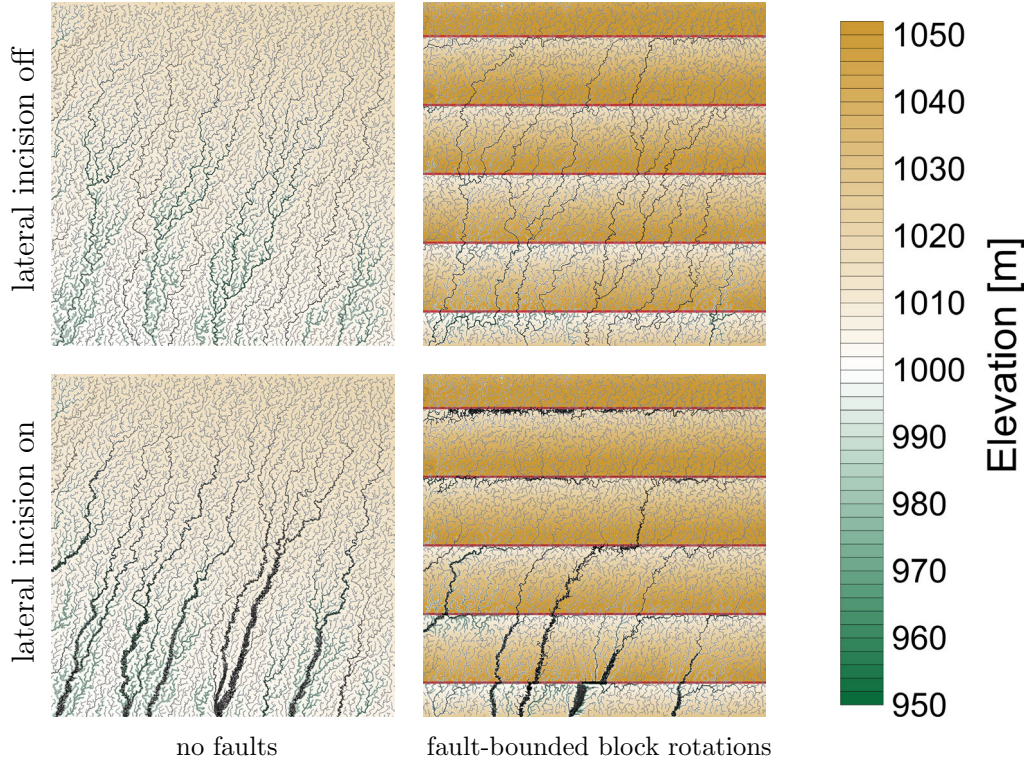 lateral incision off
lateral incision on
no faults
fault-bounded block rotations
1050
1040
1030
1020
1010
1000
990
980
970
960
950
Elevation [m]